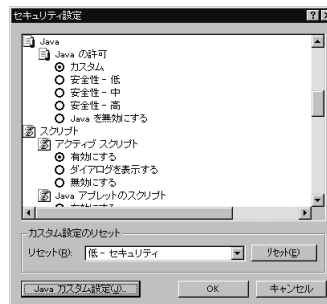 セキュリティ設定
Java
Java の許可
カスタム
安全性 - 低
安全性 - 中
安全性 - 高
Java を無効にする
スクリプト
アクティブ スクリプト
有効にする
ダイアログを表示する
無効にする
Java アプレットのスクリプト
カスタム設定のリセット
リセット(R):
低 - セキュリティ
リセット(E)
Java カスタム設定(J)...
OK
キャンセル